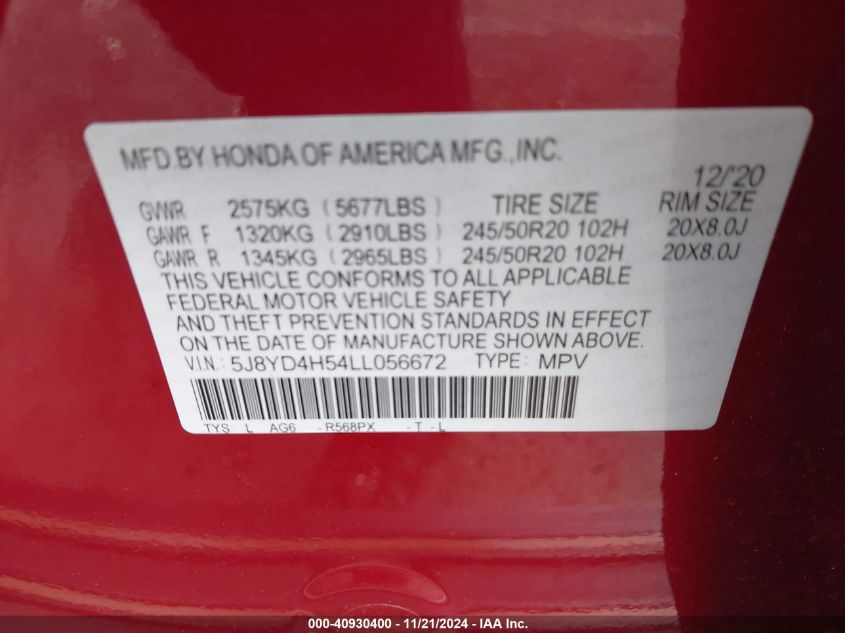 MFD.BY HONDA OF AMERICA MFG.,INC.
12/'20
GVWR 2575KG (5677LBS) TIRE SIZE RIM SIZE
GAWR F 1320KG (2910LBS) 245/50R20 102H 20X8.0J
GAWR R 1345KG (2965LBS) 245/50R20 102H 20X8.0J
THIS VEHICLE CONFORMS TO ALL APPLICABLE
FEDERAL MOTOR VEHICLE SAFETY
AND THEFT PREVENTION STANDARDS IN EFFECT
ON THE DATE OF MANUFACTURE SHOWN ABOVE.
V.I.N.: 5J8YD4H54LL056672 TYPE: MPV
TYS L AG6 -R568PX -T -L
000-40930400 - 11/21/2024 - IAA Inc.